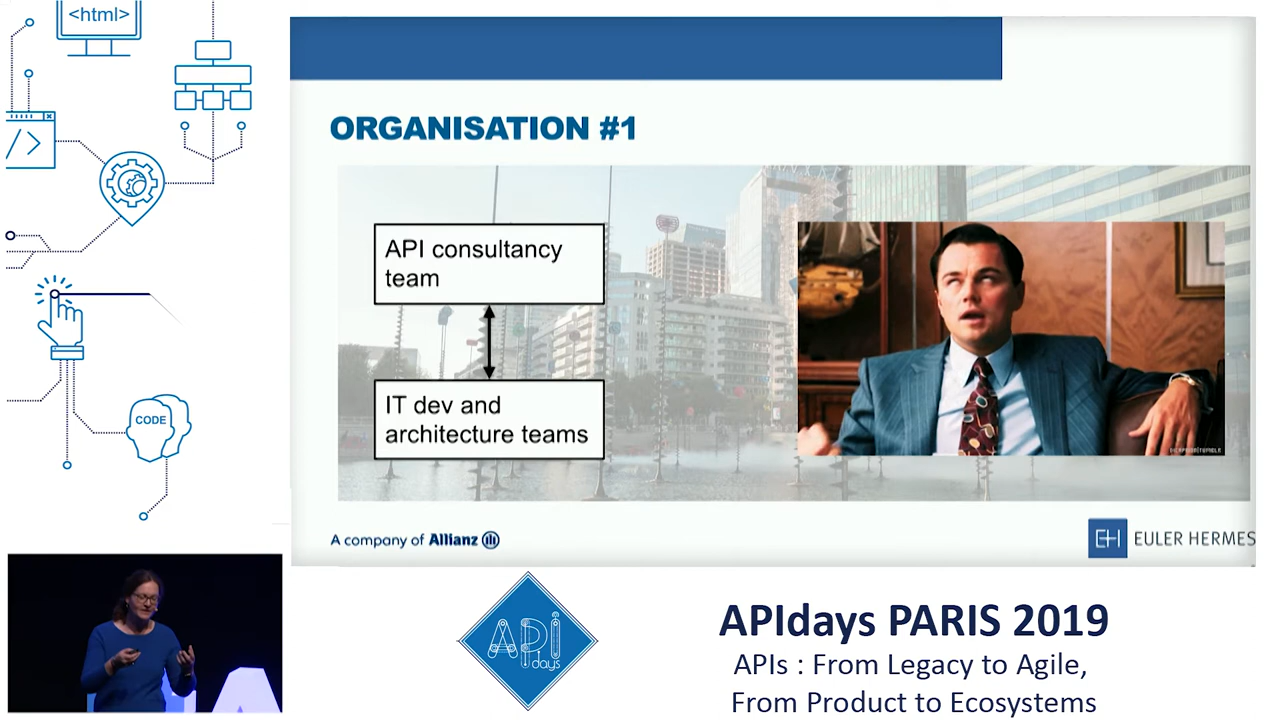 <html>
ORGANISATION #1
API consultancy
team
IT dev and
architecture teams
A company of Allianz
EH EULER HERMES
/>
CODE
API
days
APIdays PARIS 2019
APIs : From Legacy to Agile,
From Product to Ecosystems